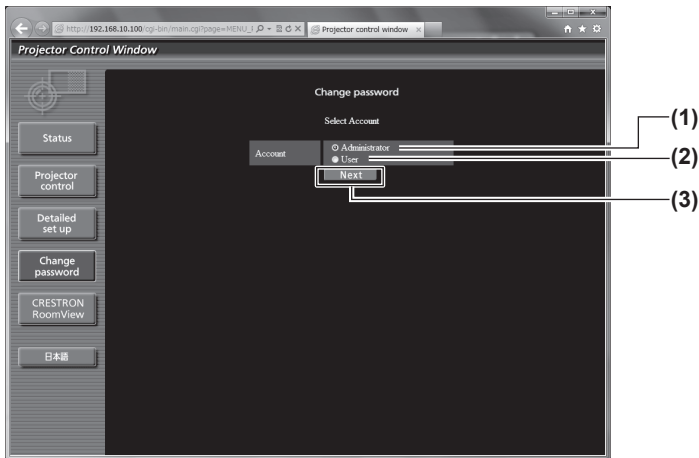 http://192.168.10.100/cgi-bin/main.cgi?page=MENU_
Projector control window
Projector Control Window
Change password
Select Account
Account
Administrator
User
Next
Status
Projector
control
Detailed
set up
Change
password
CRESTRON
RoomView
日本語
(1)
(2)
(3)